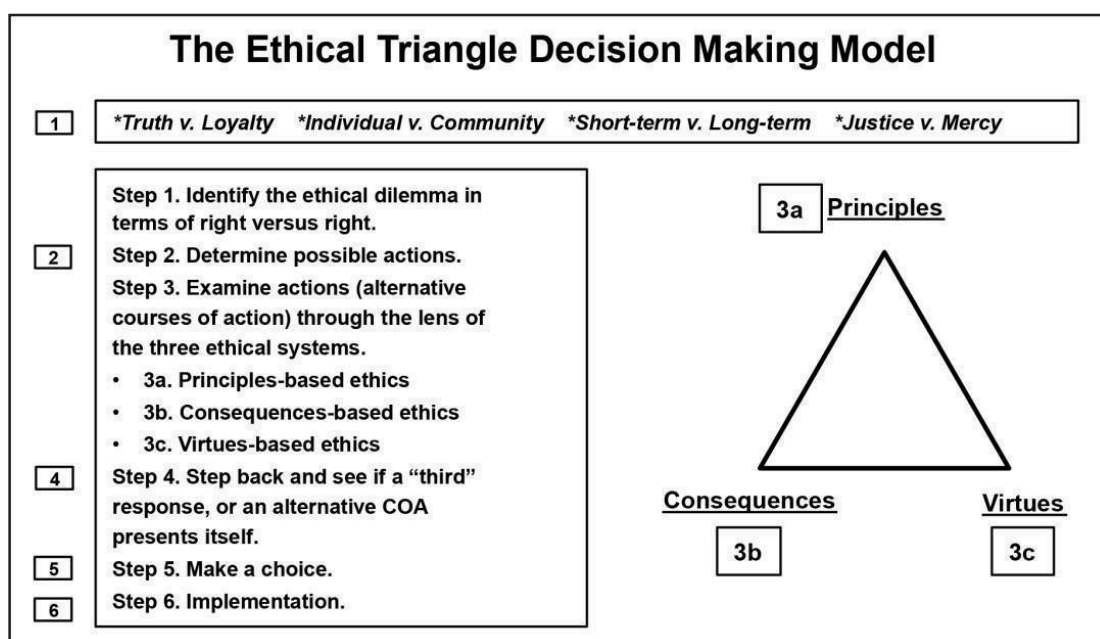 The Ethical Triangle Decision Making Model
1
*Truth v. Loyalty *Individual v. Community *Short-term v. Long-term *Justice v. Mercy
Step 1. Identify the ethical dilemma in
terms of right versus right.
2
Step 2. Determine possible actions.
Step 3. Examine actions (alternative
courses of action) through the lens of
the three ethical systems.
• 3a. Principles-based ethics
• 3b. Consequences-based ethics
• 3c. Virtues-based ethics
4
Step 4. Step back and see if a “third”
response, or an alternative COA
presents itself.
5
Step 5. Make a choice.
6
Step 6. Implementation.
3a Principles
Consequences
3b
Virtues
3c